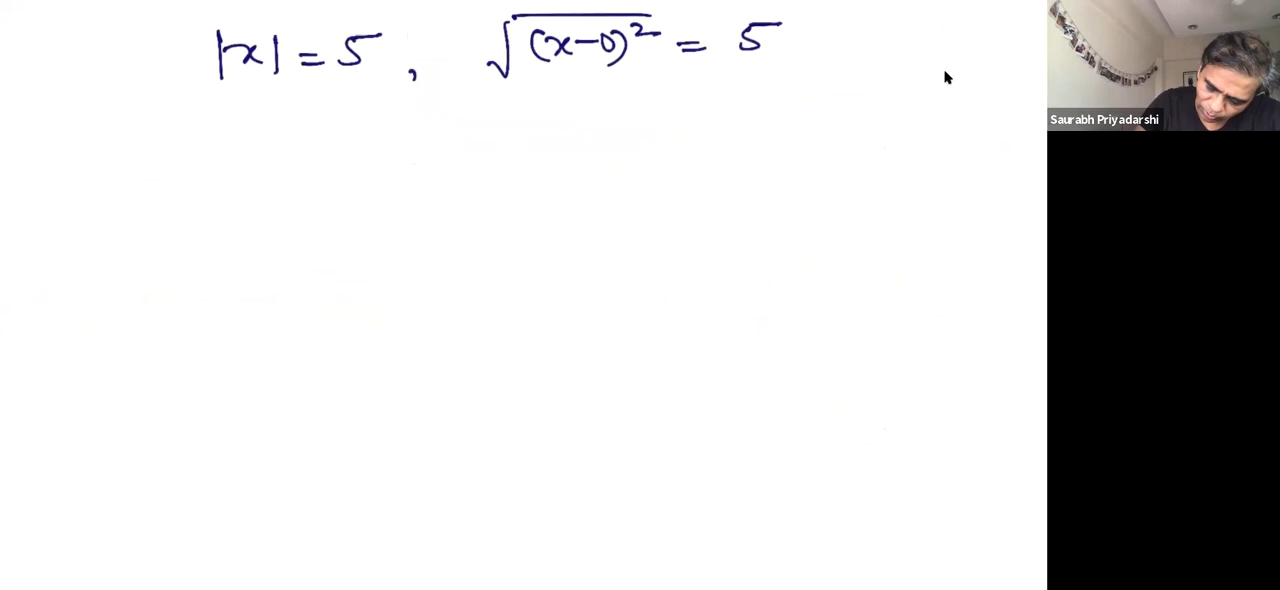 |x| = 5 , √(x-0)² = 5
Saurabh Priyadarshi